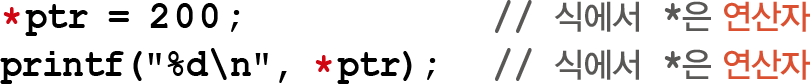 *ptr = 200; // 식에서 *은 연산자
printf("%d\n", *ptr); // 식에서 *은 연산자